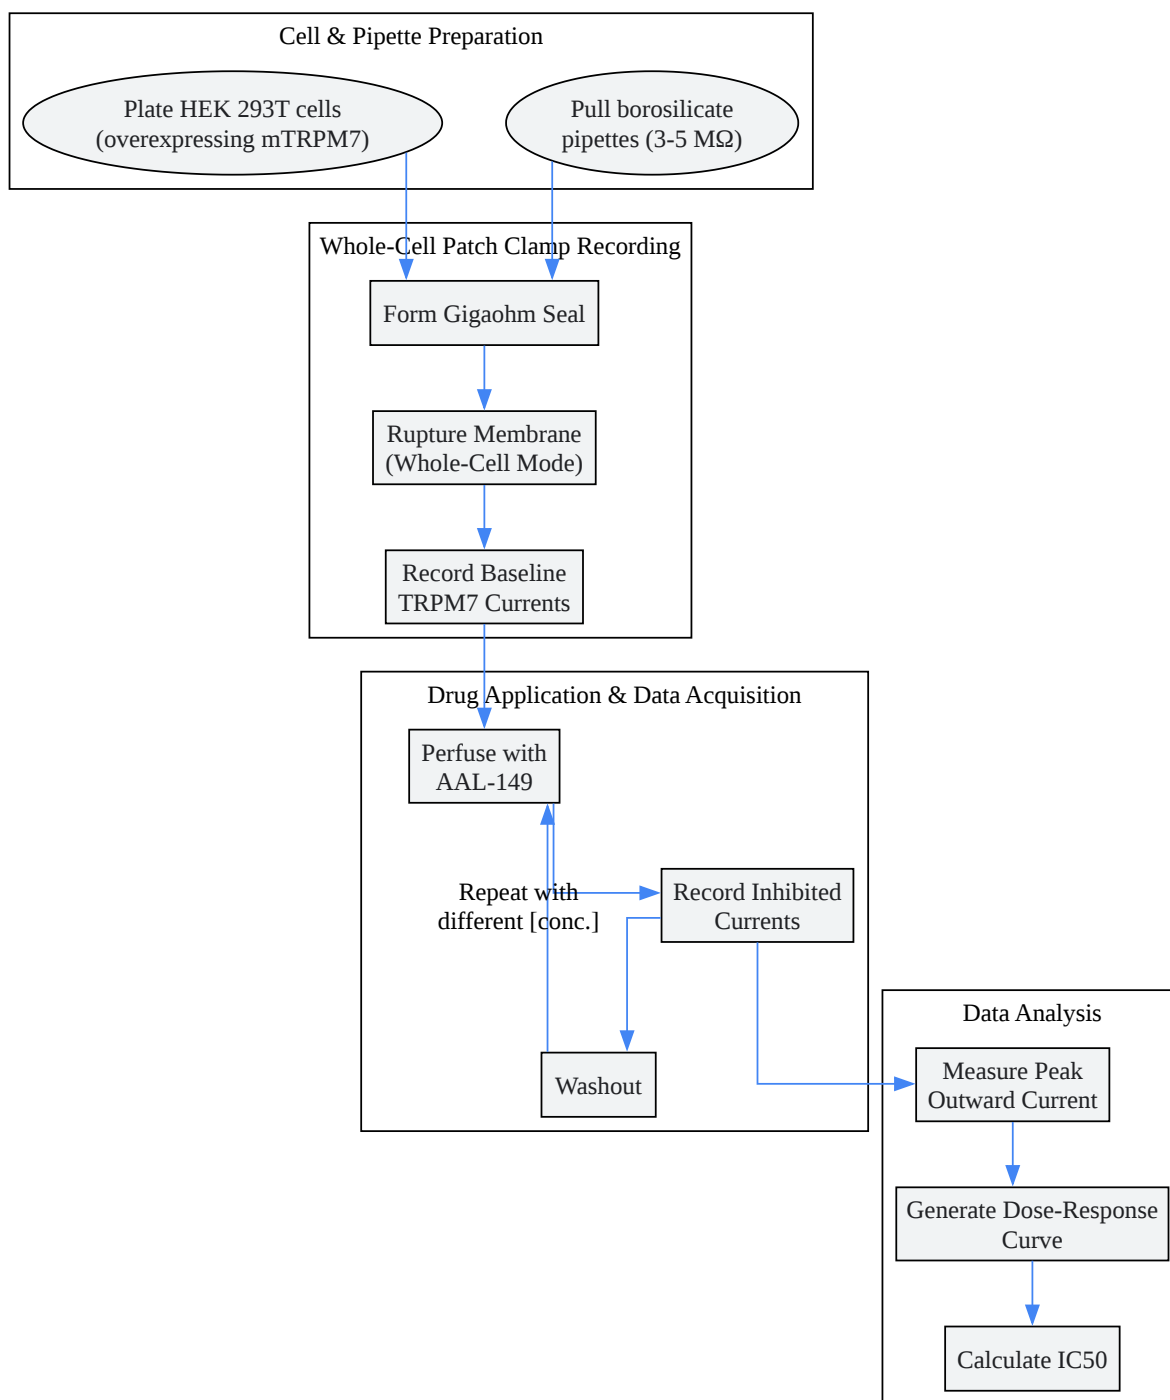 Cell & Pipette Preparation
Plate HEK 293T cells
(overexpressing mTRPM7)
Pull borosilicate
pipettes (3-5 MΩ)
Whole-Cell Patch Clamp Recording
Form Gigaohm Seal
Rupture Membrane
(Whole-Cell Mode)
Record Baseline
TRPM7 Currents
Drug Application & Data Acquisition
Perfuse with
AAL-149
Repeat with
different [conc.]
Record Inhibited
Currents
Washout
Data Analysis
Measure Peak
Outward Current
Generate Dose-Response
Curve
Calculate IC50